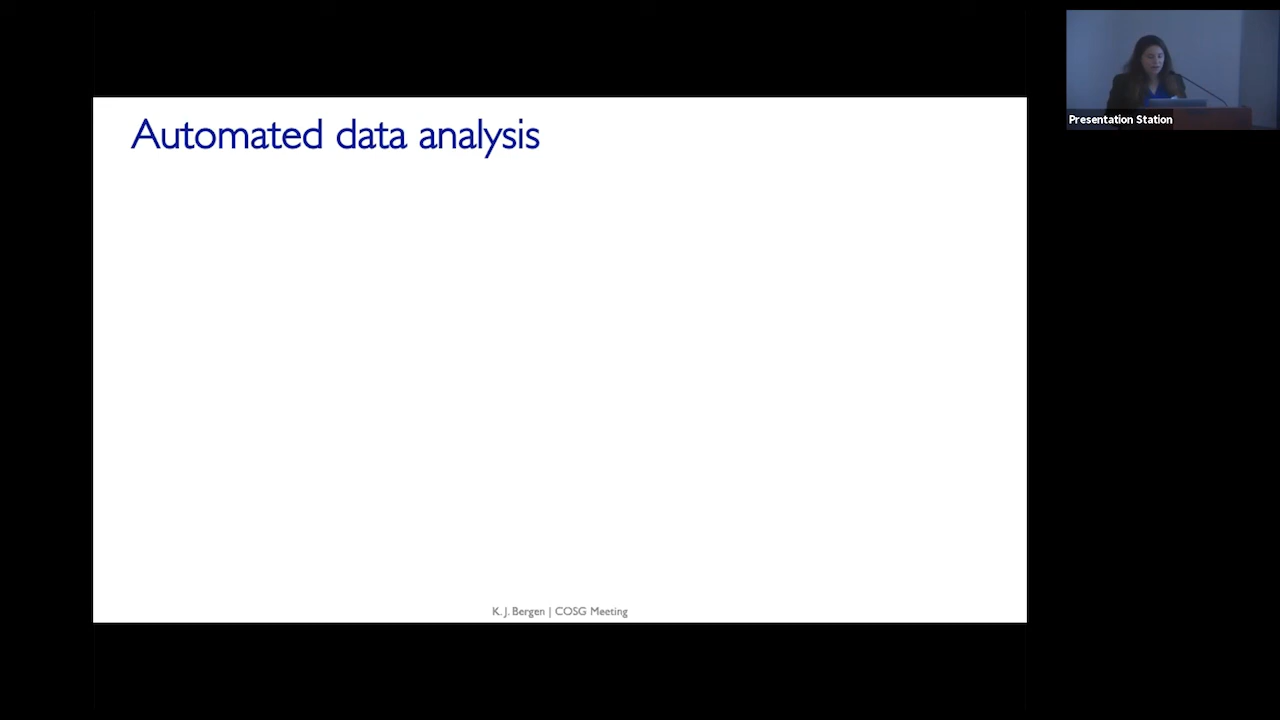 Automated data analysis
Presentation Station
K. J. Bergen | COSG Meeting